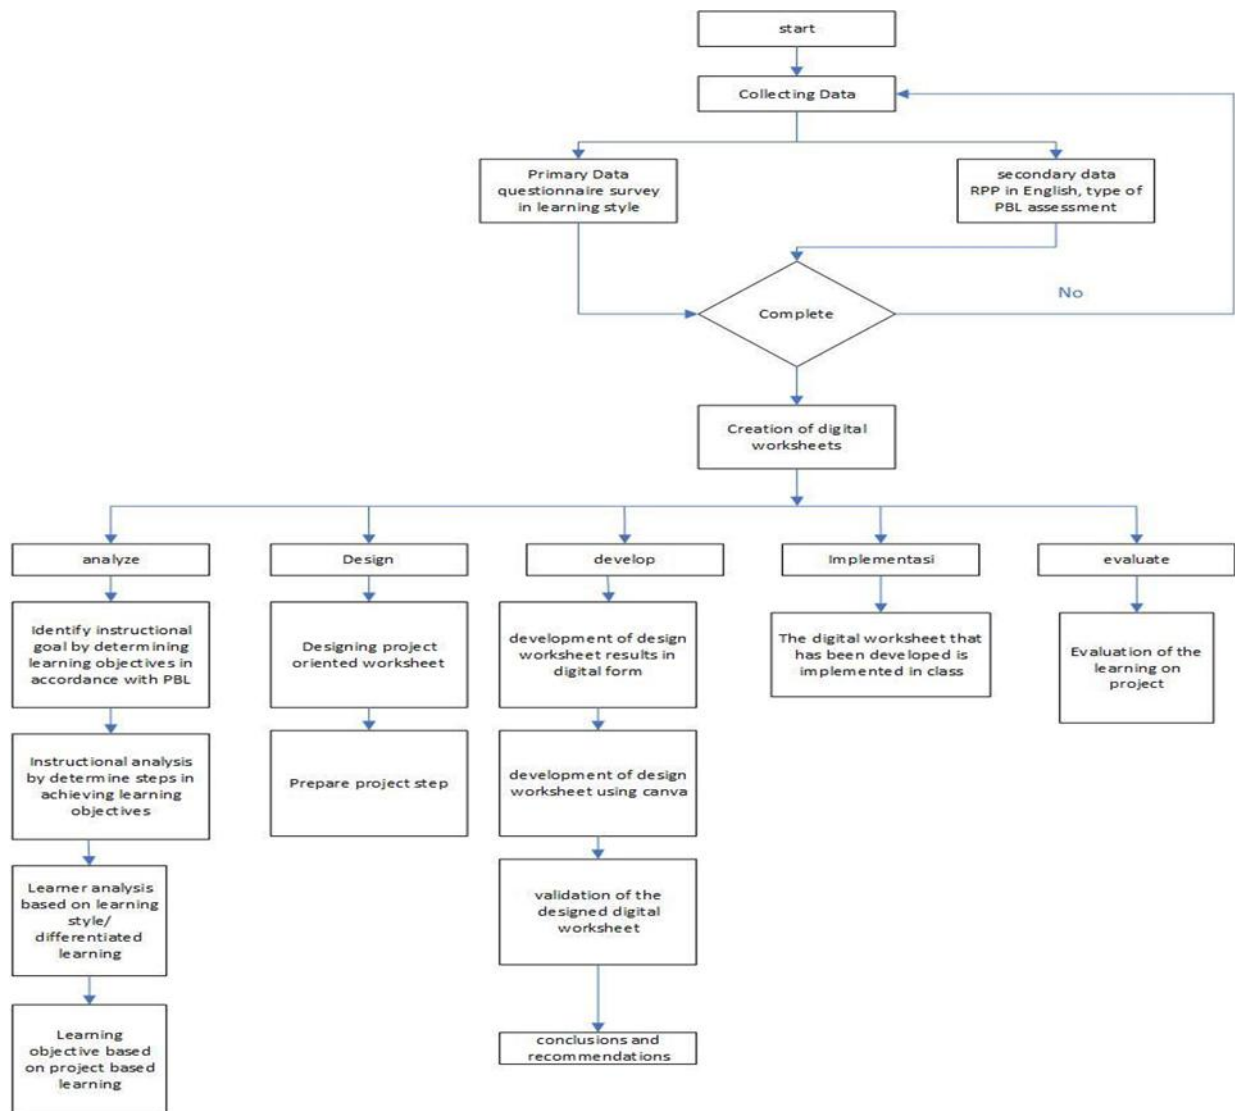 start
Collecting Data
Primary Data
questionnaire survey
in learning style
secondary data
RPP in English, type of
PBL assessment
Complete
No
Creation of digital
worksheets
analyze
Design
develop
Implementasi
evaluate
Identify instructional
goal by determining
learning objectives in
accordance with PBL
Designing project
oriented worksheet
development of design
worksheet results in
digital form
The digital worksheet that
has been developed is
implemented in class
Evaluation of the
learning on
project
Instructional analysis
by determine steps in
achieving learning
objectives
Prepare project step
development of design
worksheet using canva
Learner analysis
based on learning
style/
differentiated
learning
validation of the
designed digital
worksheet
Learning
objective based
on project based
learning
conclusions and
recommendations